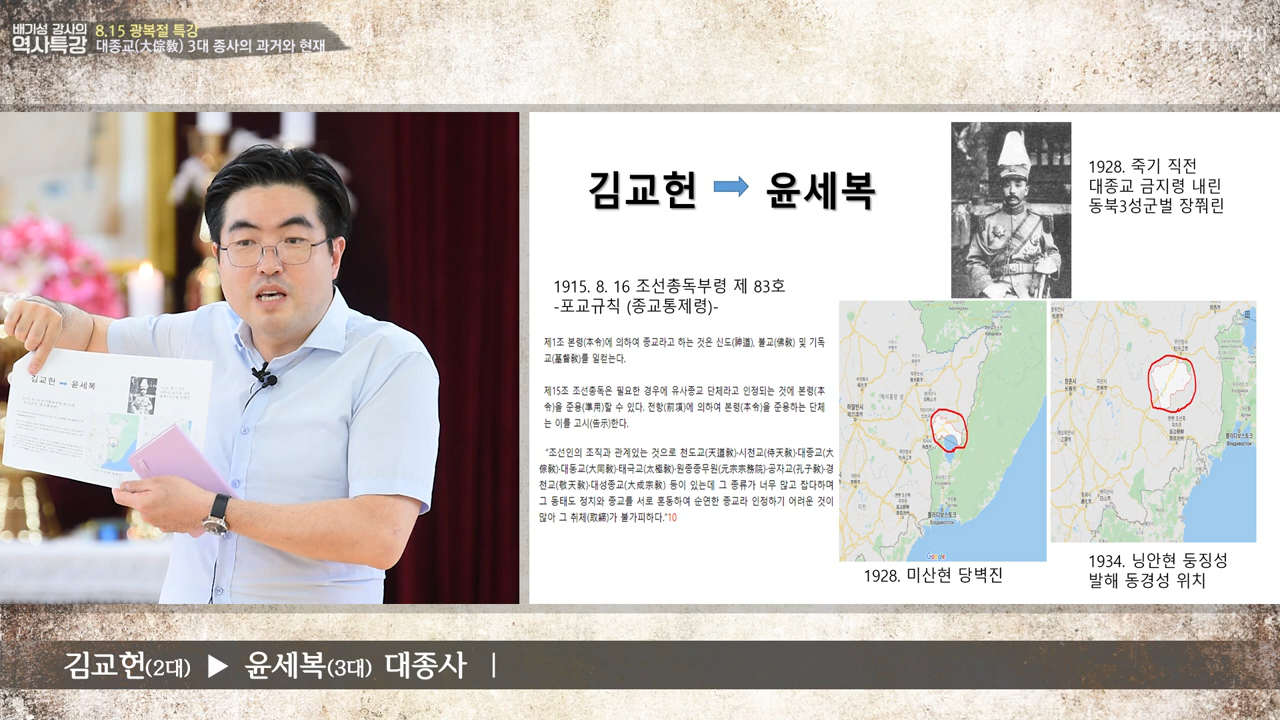 배기성 강사의
역사특강
8.15 광복절 특강
대종교(大倧敎) 3대 종사의 과거와 현재
김교헌 ➡ 윤세복
1928. 죽기 직전
대종교 금지령 내린
동북3성군벌 장쭤린
1915. 8. 16 조선총독부령 제 83호
-포교규칙 (종교통제령)-
제1조 본령(本令)에 의하여 종교라고 하는 것은 신도(神道), 불교(佛敎) 및 기독
교(基督敎)를 일컫는다.
제15조 조선총독은 필요한 경우에 유사종교 단체라고 인정되는 것에 본령(本
令)을 준용(準用)할 수 있다. 전항(前項)에 의하여 본령(本令)을 준용하는 단체
는 이를 고시(告示)한다.
"조선인의 조직과 관계있는 것으로 천도교(天道敎)·시천교(侍天敎)·대종교(大
倧敎)·대동교(大同敎)·태극교(太極敎)·원종종무원(元宗宗務院)·공자교(孔子敎)·경
천교(敬天敎)·대성종교(大成宗敎) 등이 있는데 그 종류가 너무 많고 잡다하며
그 동태도 정치와 종교를 서로 혼동하여 순연한 종교라 인정하기 어려운 것이
많아 그 취체(取締)가 불가피하다."10
Google
1928. 미산현 당벽진
1934. 닝안현 둥징성
발해 동경성 위치
김교헌 윤세복
김교헌(2대) ▶ 윤세복(3대) 대종사